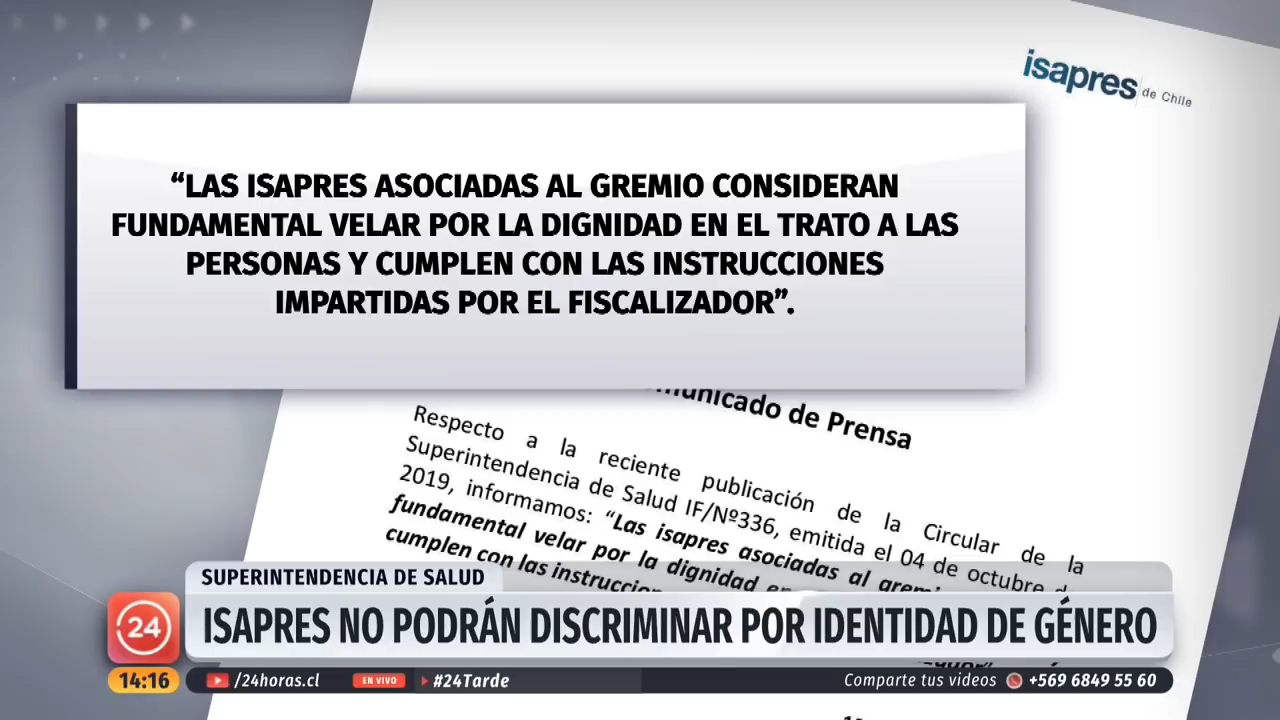 isapres de Chile
“LAS ISAPRES ASOCIADAS AL GREMIO CONSIDERAN
FUNDAMENTAL VELAR POR LA DIGNIDAD EN EL TRATO A LAS
PERSONAS Y CUMPLEN CON LAS INSTRUCCIONES
IMPARTIDAS POR EL FISCALIZADOR”.
de Prensa
Respecto a la reciente publicación de la Circular de la
Superintendencia de Salud IF/Nº336, emitida el 04 de octubre
2019, informamos: “Las isapres asociadas al
fundamental velar por la dignidad
cumplen con las
SUPERINTENDENCIA DE SALUD
24
ISAPRES NO PODRÁN DISCRIMINAR POR IDENTIDAD DE GÉNERO
14:16 /24horas.cl EN VIVO #24Tarde Comparte tus videos +569 6849 55 60